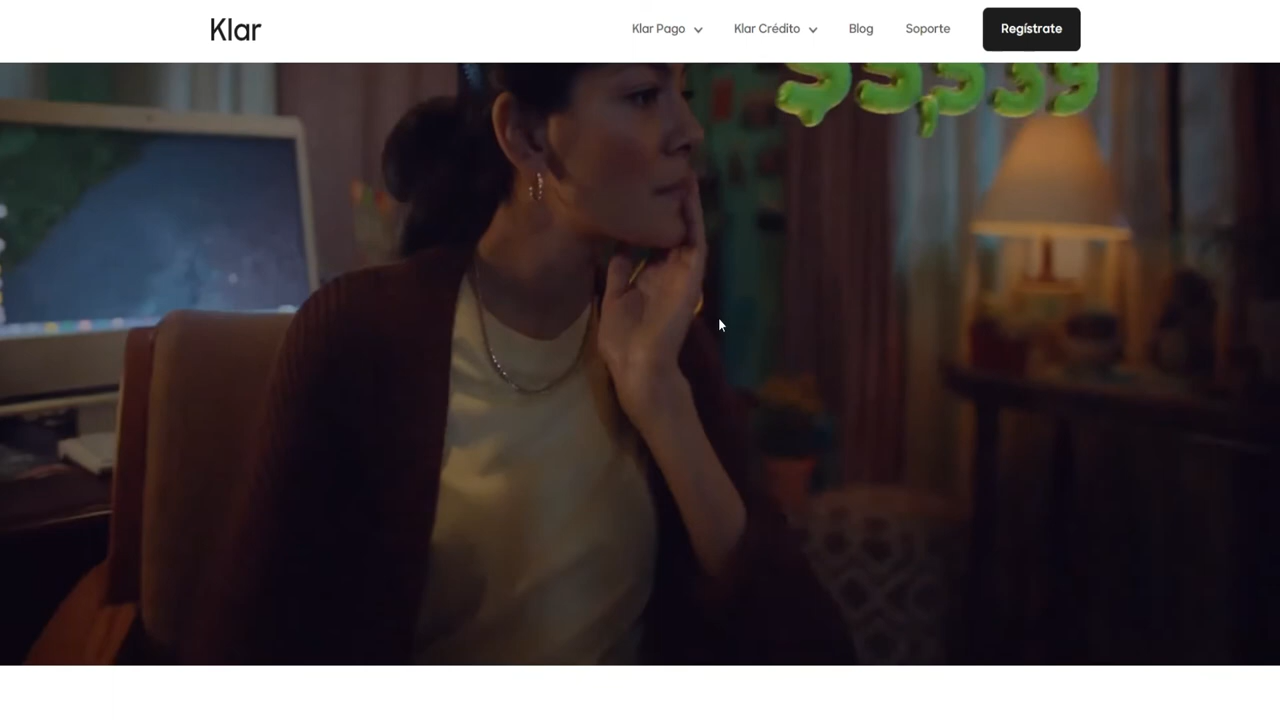 Klar
Klar Pago
Klar Crédito
Blog
Soporte
Regístrate